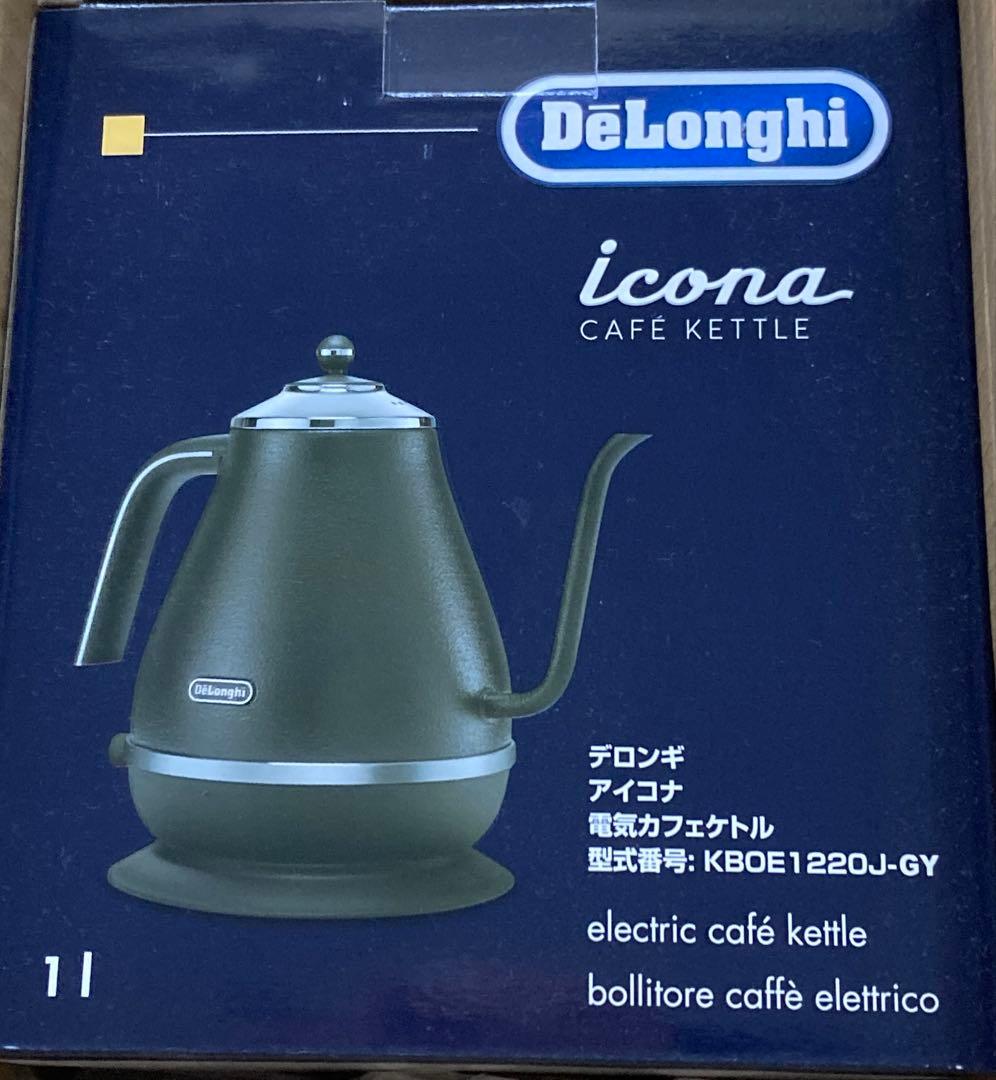 DēLonghi
icona
CAFÉ KETTLE
DēLonghi
デロンギ
アイコナ
電気カフェケトル
型式番号: KBOE1220J-GY
electric café kettle
bollitore caffè elettrico
1 l